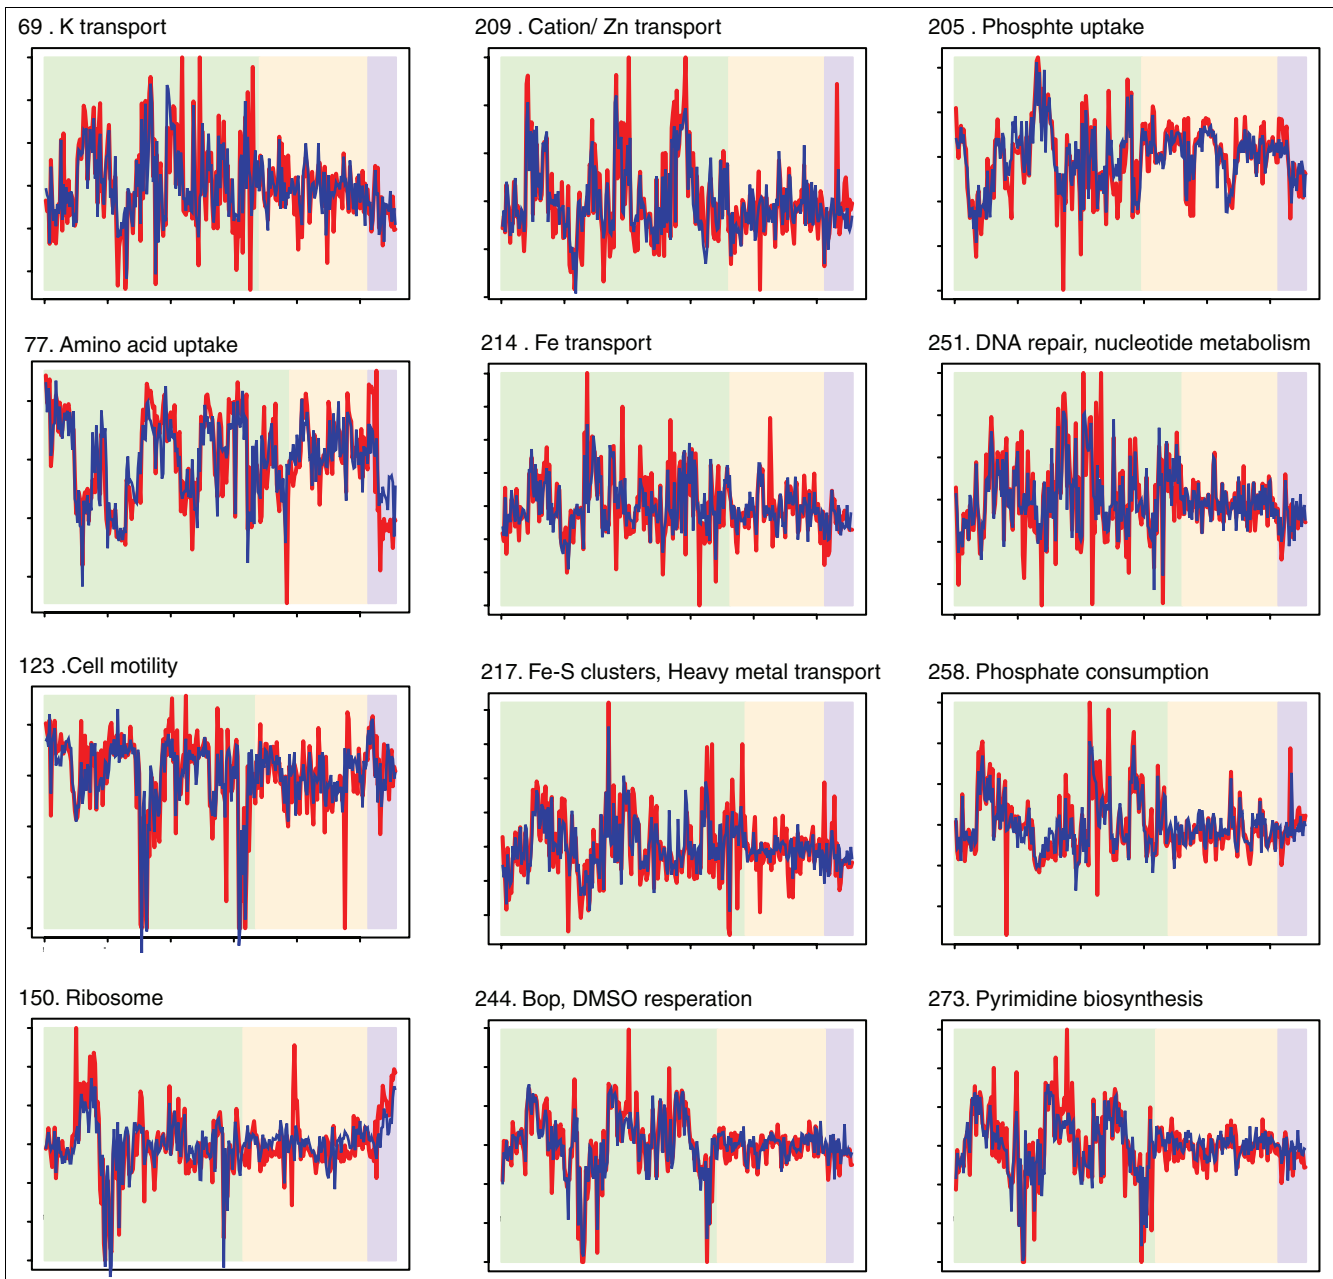 69 . K transport
209 . Cation/ Zn transport
205 . Phosphte uptake
77. Amino acid uptake
214 . Fe transport
251. DNA repair, nucleotide metabolism
123 .Cell motility
217. Fe-S clusters, Heavy metal transport
258. Phosphate consumption
150. Ribosome
244. Bop, DMSO resperation
273. Pyrimidine biosynthesis